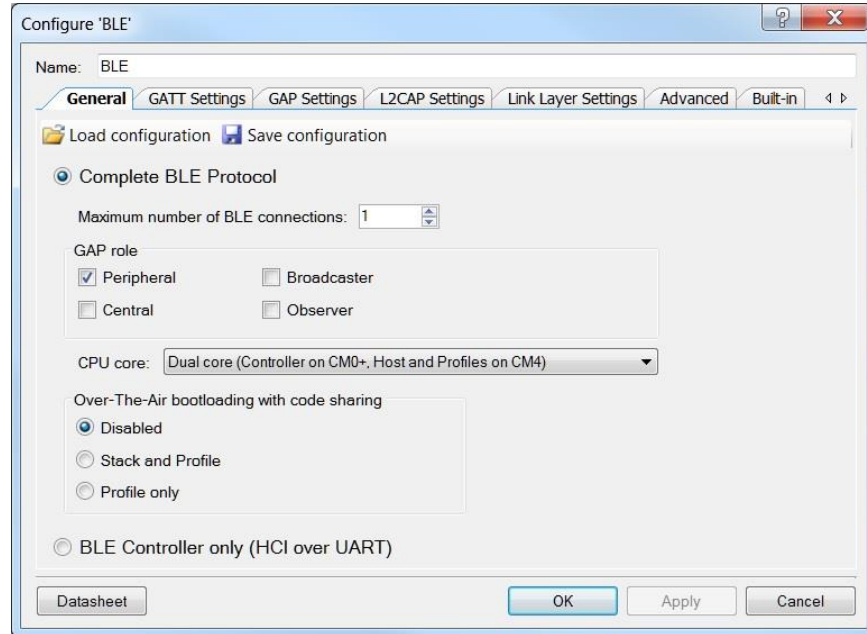 Configure 'BLE'
Name: BLE
General GATT Settings GAP Settings L2CAP Settings Link Layer Settings Advanced Built-in
Load configuration Save configuration
Complete BLE Protocol
Maximum number of BLE connections: 1
GAP role
Peripheral Broadcaster
Central Observer
CPU core: Dual core (Controller on CM0+, Host and Profiles on CM4)
Over-The-Air bootloading with code sharing
Disabled
Stack and Profile
Profile only
BLE Controller only (HCI over UART)
Datasheet OK Apply Cancel